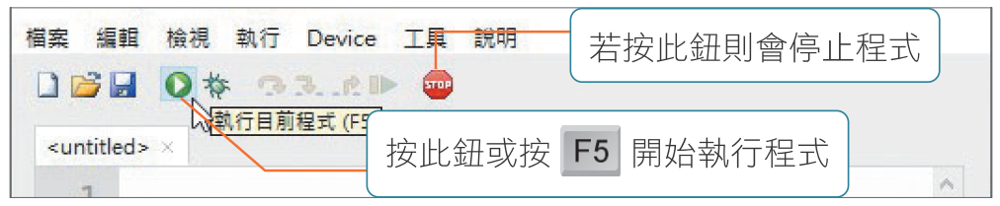 檔案 編輯 檢視 執行 Device 工具 說明
若按此鈕則會停止程式
STOP
執行目前程式 (F5
按此鈕或按 F5 開始執行程式
<untitled> ×
1